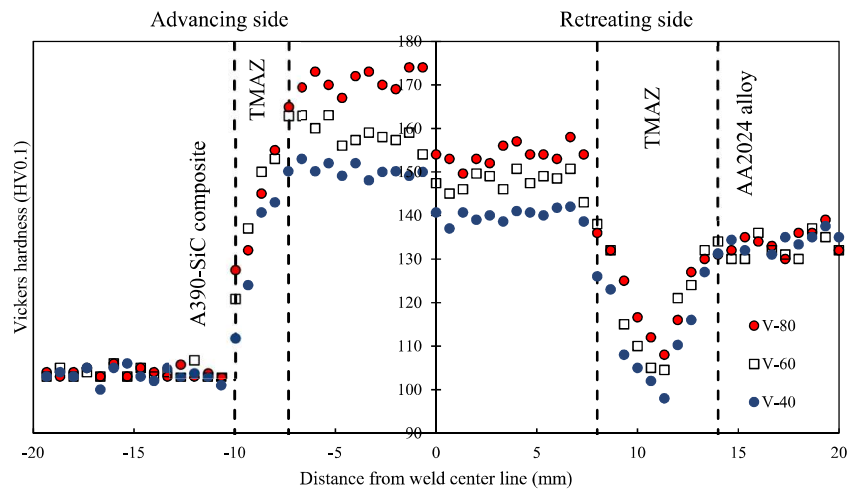 Advancing side
Retreating side
180
170
160
150
140
130
120
110
100
90
TMAZ
TMAZ
A390-SiC composite
AA2024 alloy
Vickers hardness (HV0.1)
V-80
V-60
V-40
-20
-15
-10
-5
0
5
10
15
20
Distance from weld center line (mm)